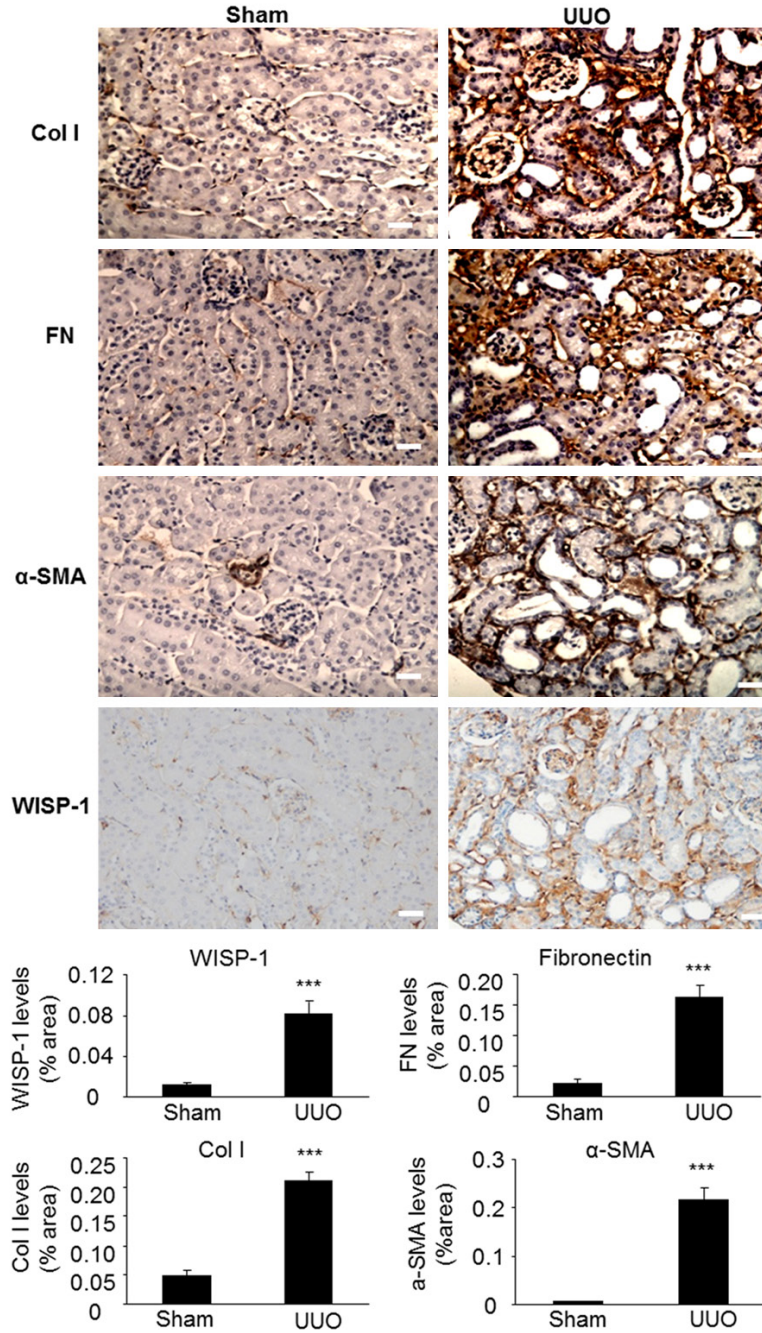 Sham UUO
Col I
FN
α-SMA
WISP-1
WISP-1
WISP-1 levels
(% area)
0.12
0.08
0.04
0
***
Sham UUO
Fibronectin
FN levels
(% area)
0.20
0.15
0.10
0.05
0
***
Sham UUO
Col I
Col I levels
(% area)
0.25
0.20
0.15
0.10
0.05
0
***
Sham UUO
α-SMA
a-SMA levels
(%area)
0.3
0.2
0.1
0
***
Sham UUO